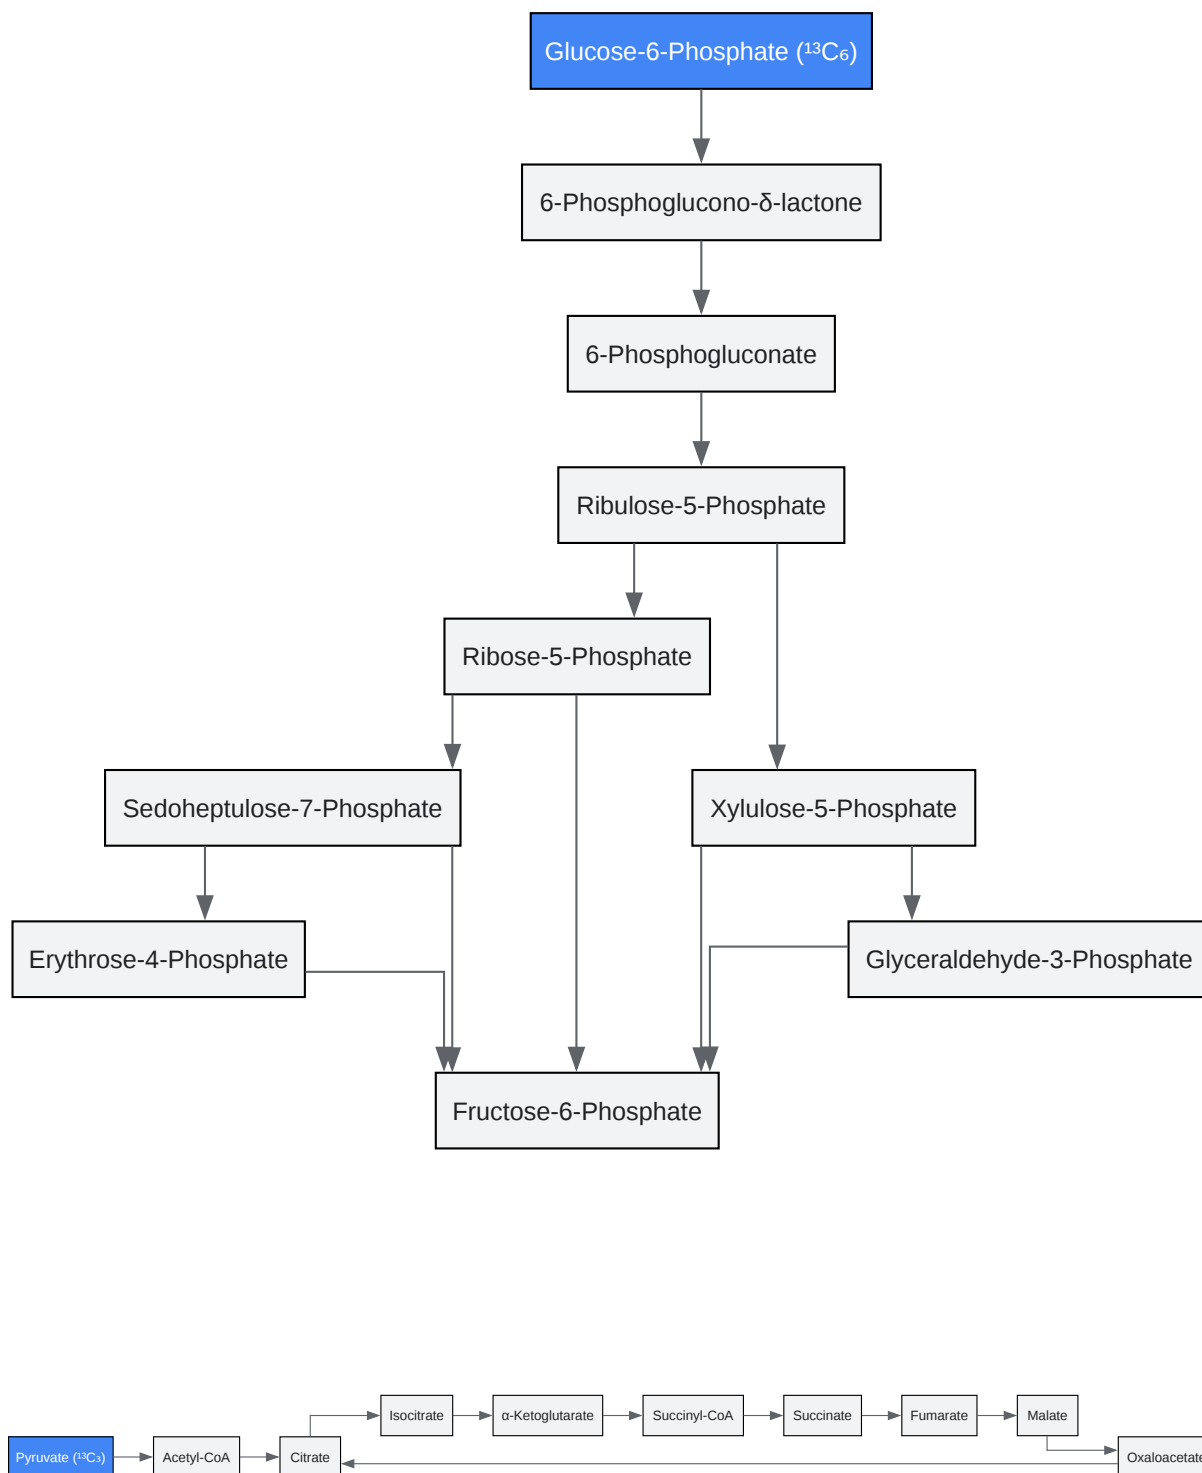 Glucose-6-Phosphate (¹³C₆)
6-Phosphoglucono-δ-lactone
6-Phosphogluconate
Ribulose-5-Phosphate
Ribose-5-Phosphate
Sedoheptulose-7-Phosphate
Xylulose-5-Phosphate
Erythrose-4-Phosphate
Glyceraldehyde-3-Phosphate
Fructose-6-Phosphate
Isocitrate
α-Ketoglutarate
Succinyl-CoA
Succinate
Fumarate
Malate
Pyruvate (¹³C₃)
Acetyl-CoA
Citrate
Oxaloacetate